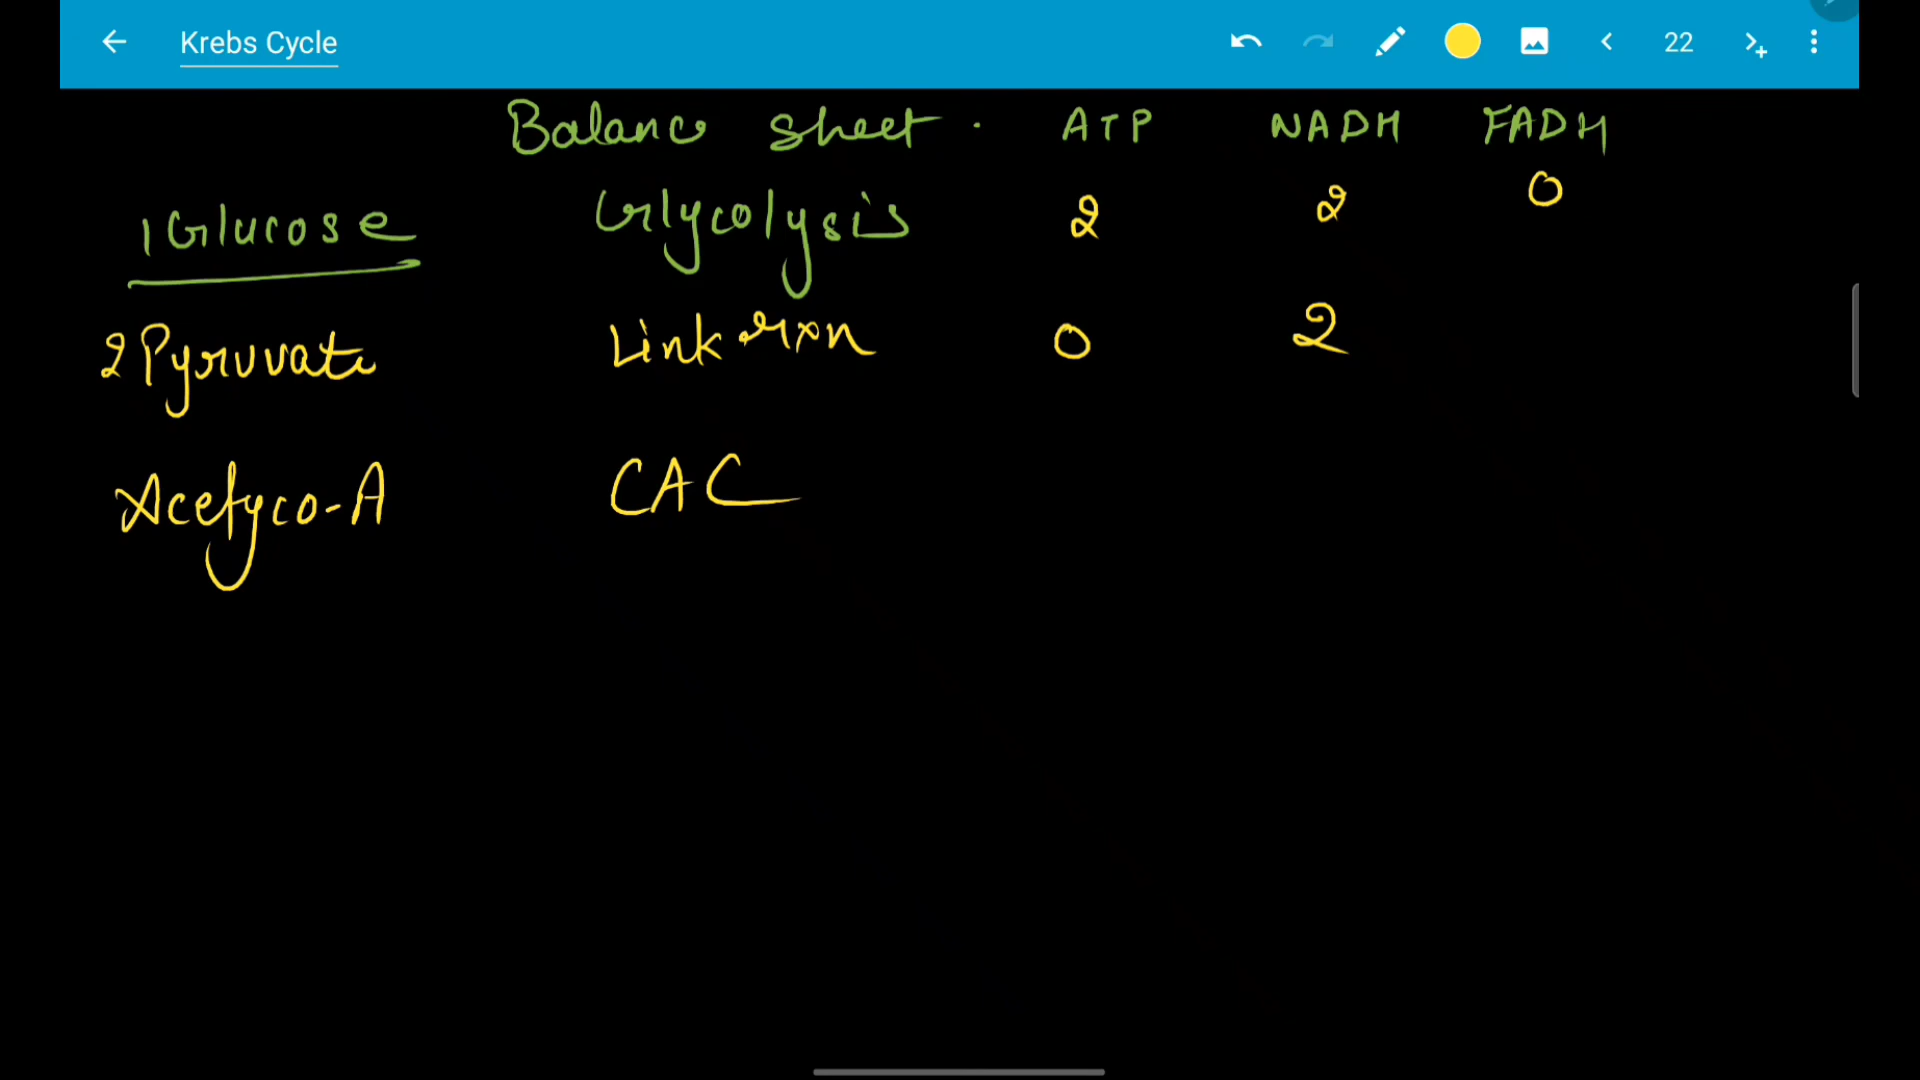 Krebs Cycle 22
Balance Sheet . ATP NADH FADH
1 Glucose Glycolysis 2 2 0
2 Pyruvate Link rxn 0 2
Acetyco-A CAC